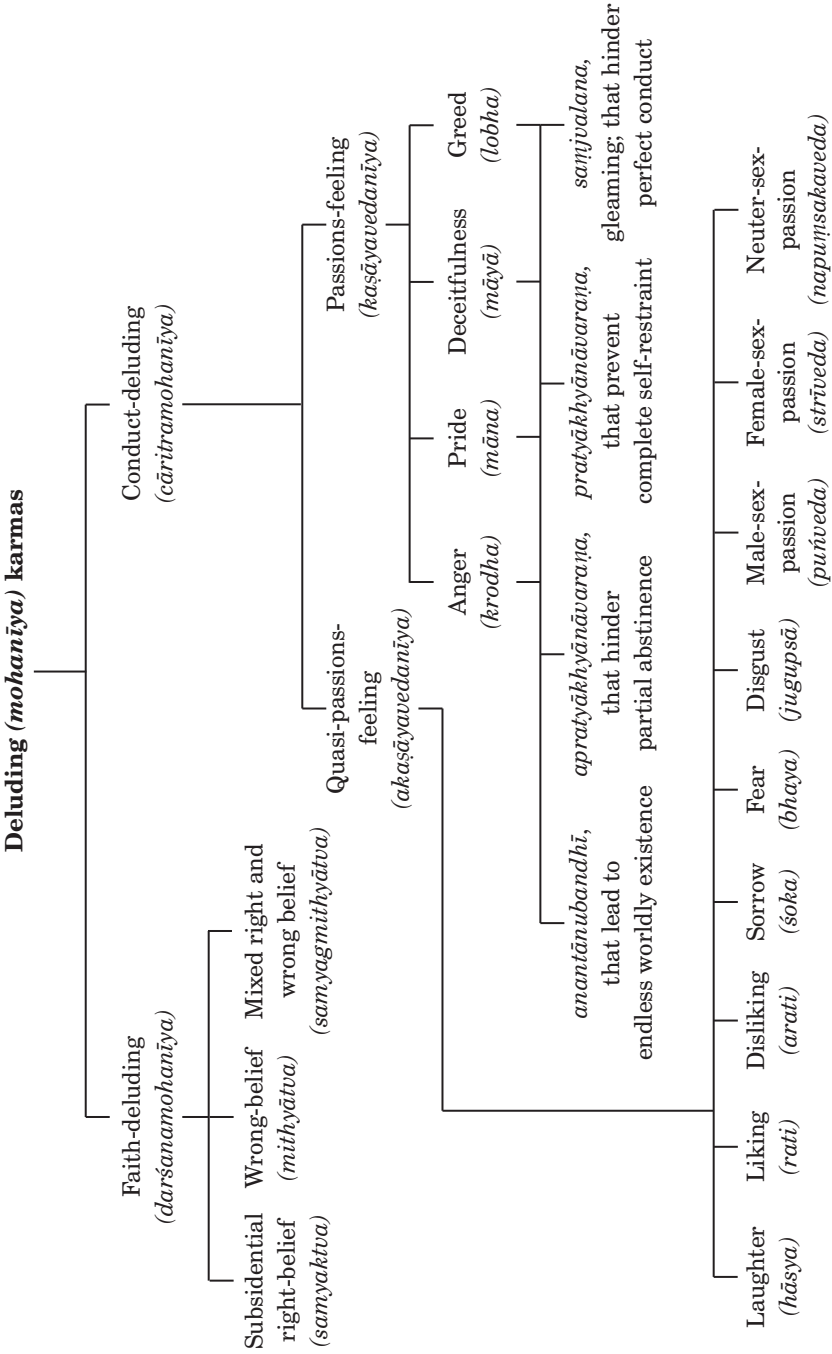 Deluding (mohanīya) karmas
Faith-deluding
(darśanamohanīya)
Conduct-deluding
(cāritramohanīya)
Subsidential
right-belief
(samyaktva)
Wrong-belief
(mithyātva)
Mixed right and
wrong belief
(samyagmithyātva)
Quasi-passions-
feeling
(akaṣāyavedanīya)
Passions-feeling
(kaṣāyavedanīya)
Anger
(krodha)
Pride
(māna)
Deceitfulness
(māyā)
Greed
(lobha)
anantānubandhī,
that lead to
endless worldly existence
apratyākhyānāvaraṇa,
that hinder
partial abstinence
pratyākhyānāvaraṇa,
that prevent
complete self-restraint
saṃjvalana,
gleaming; that hinder
perfect conduct
Laughter
(hāsya)
Liking
(rati)
Disliking
(arati)
Sorrow
(śoka)
Fear
(bhaya)
Disgust
(jugupsā)
Male-sex-
passion
(puńveda)
Female-sex-
passion
(strīveda)
Neuter-sex-
passion
(napuṃsakaveda)